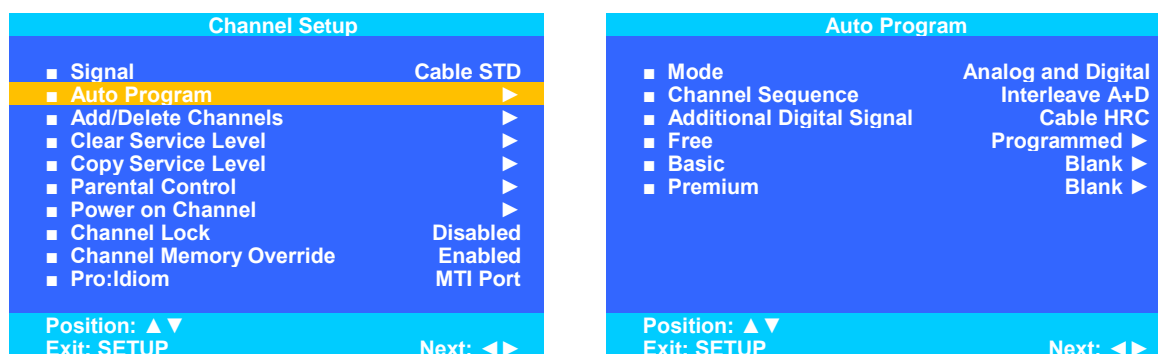 Channel Setup
■ Signal Cable STD
■ Auto Program ►
■ Add/Delete Channels ►
■ Clear Service Level ►
■ Copy Service Level ►
■ Parental Control ►
■ Power on Channel ►
■ Channel Lock Disabled
■ Channel Memory Override Enabled
■ Pro:Idiom MTI Port
Position: ▲▼
Exit: SETUP Next: ◄►
Auto Program
■ Mode Analog and Digital
■ Channel Sequence Interleave A+D
■ Additional Digital Signal Cable HRC
■ Free Programmed ►
■ Basic Blank ►
■ Premium Blank ►
Position: ▲▼
Exit: SETUP Next: ◄►